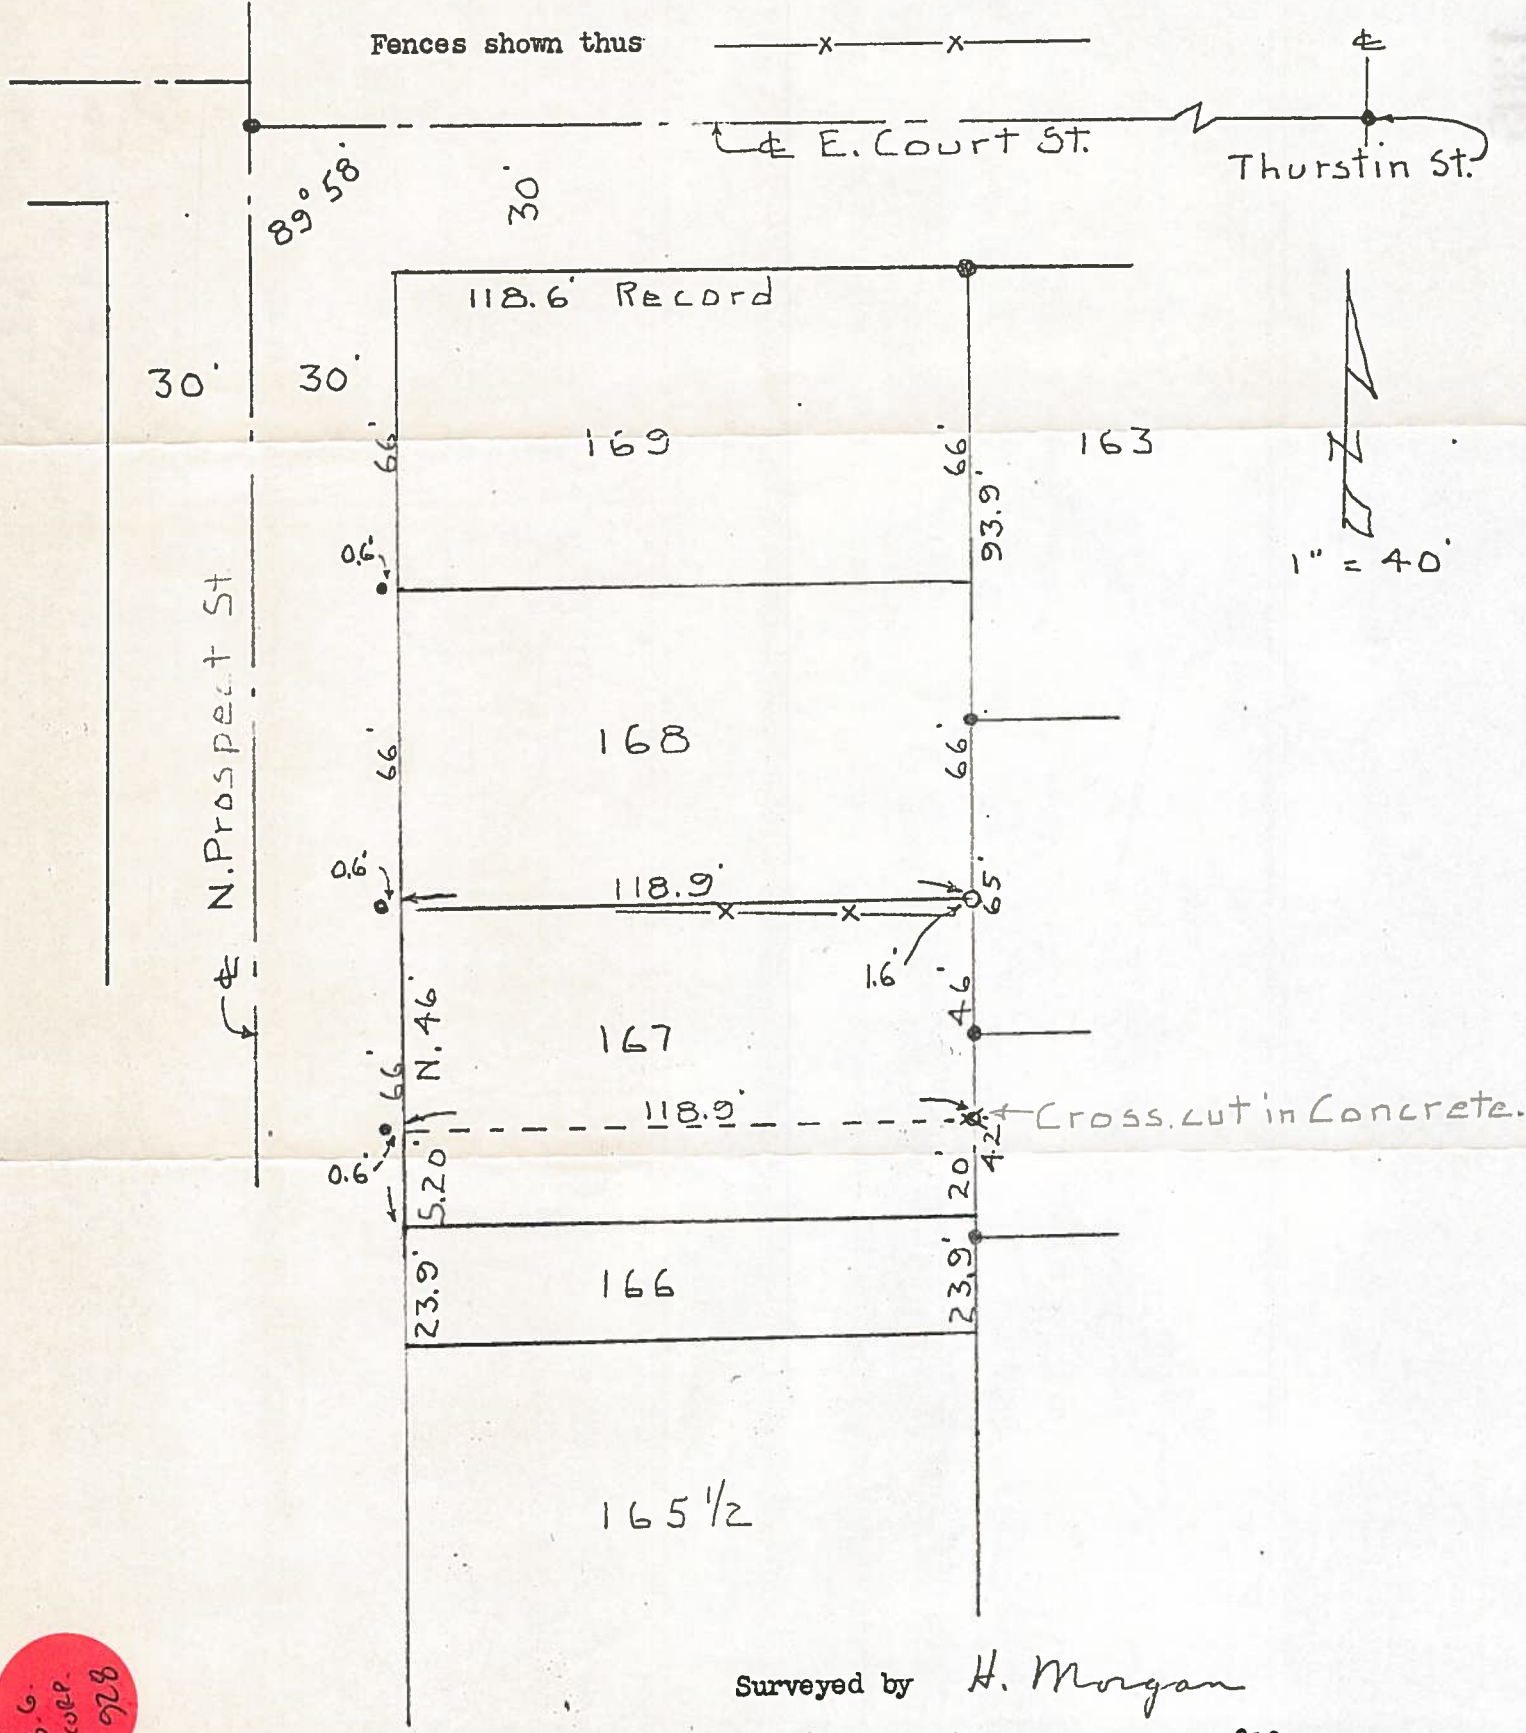 Fences shown thus
℄
℄ E. Court St.
Thurstin St.
89° 58'
30'
118.6' Record
30'
30'
66'
169
66'
163
93.9'
N
0.6'
1" = 40'
℄ N. Prospect St
66'
168
66'
0.6'
118.9'
65'
1.6'
66'
N. 46'
167
46'
118.9'
Cross cut in Concrete.
42'
0.6'
S. 20'
20'
23.9'
166
23.9'
165 1/2
Surveyed by H. Morgan
928